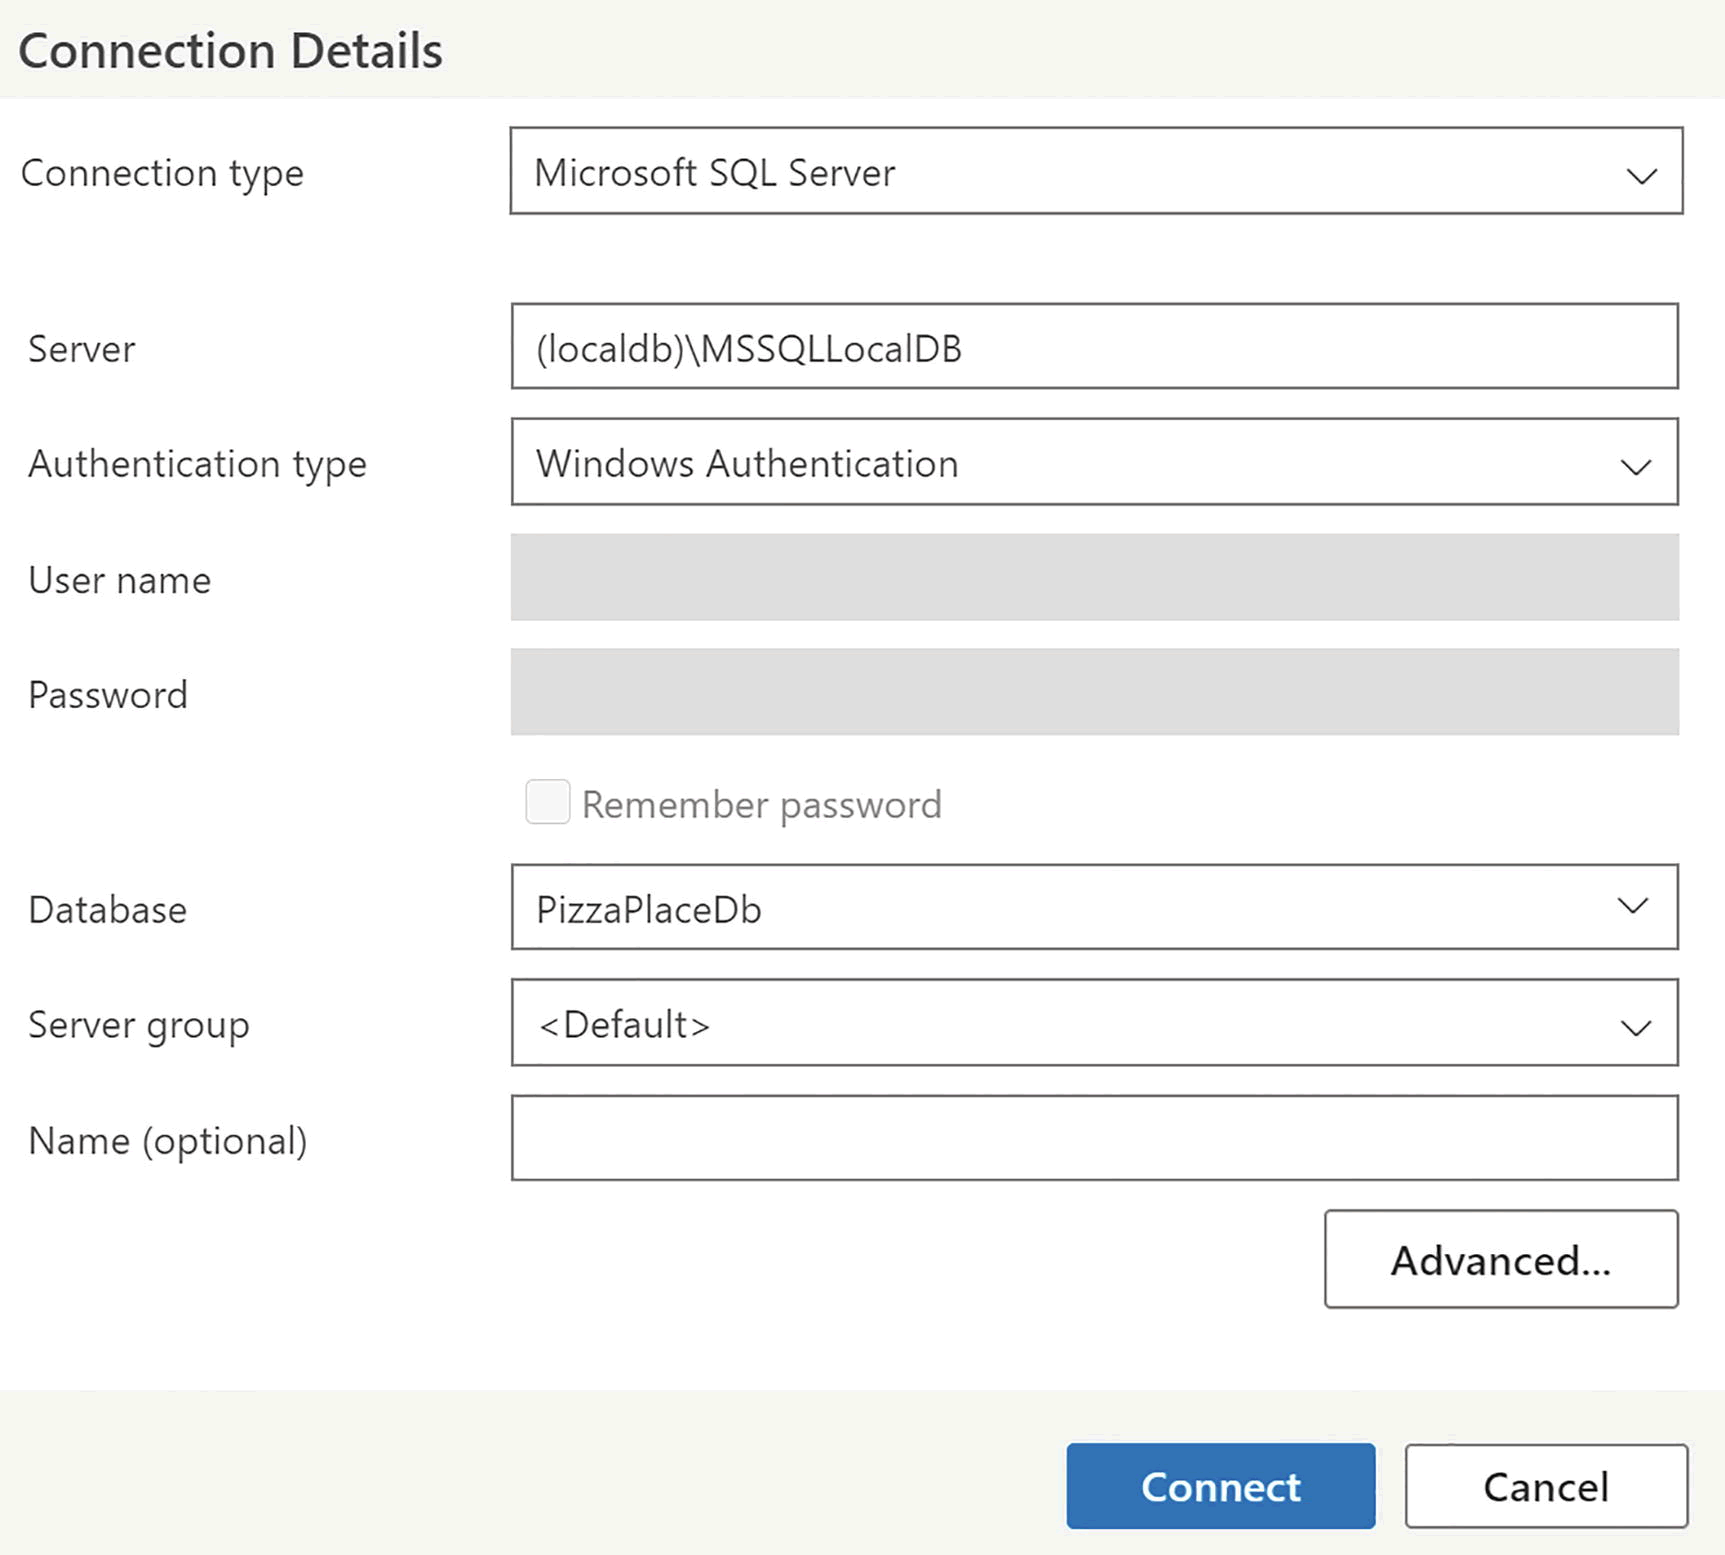 Connection Details
Connection type
Microsoft SQL Server
Server
(localdb)\MSSQLLocalDB
Authentication type
Windows Authentication
User name
Password
Remember password
Database
PizzaPlaceDb
Server group
<Default>
Name (optional)
Advanced...
Connect
Cancel